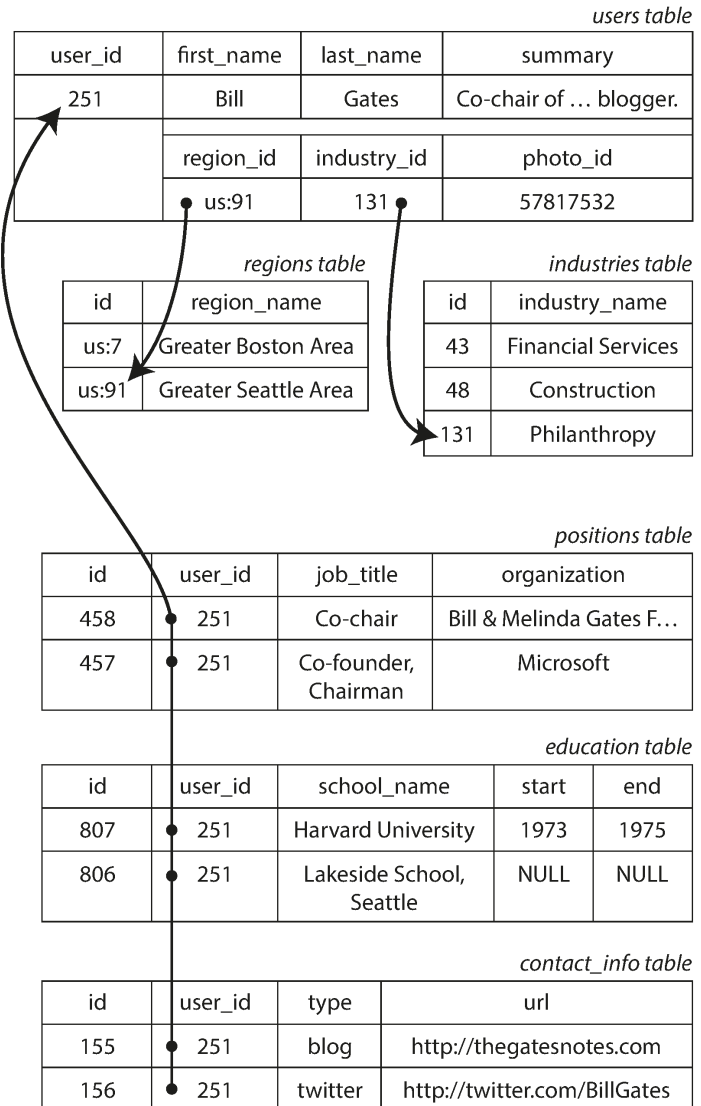 users table
user_id first_name last_name summary
251 Bill Gates Co-chair of … blogger.
region_id industry_id photo_id
us:91 131 57817532
regions table
id region_name
us:7 Greater Boston Area
us:91 Greater Seattle Area
industries table
id industry_name
43 Financial Services
48 Construction
131 Philanthropy
positions table
id user_id job_title organization
458 251 Co-chair Bill & Melinda Gates F…
457 251 Co-founder, Microsoft
Chairman
education table
id user_id school_name start end
807 251 Harvard University 1973 1975
806 251 Lakeside School, NULL NULL
Seattle
contact_info table
id user_id type url
155 251 blog http://thegatesnotes.com
156 251 twitter http://twitter.com/BillGates